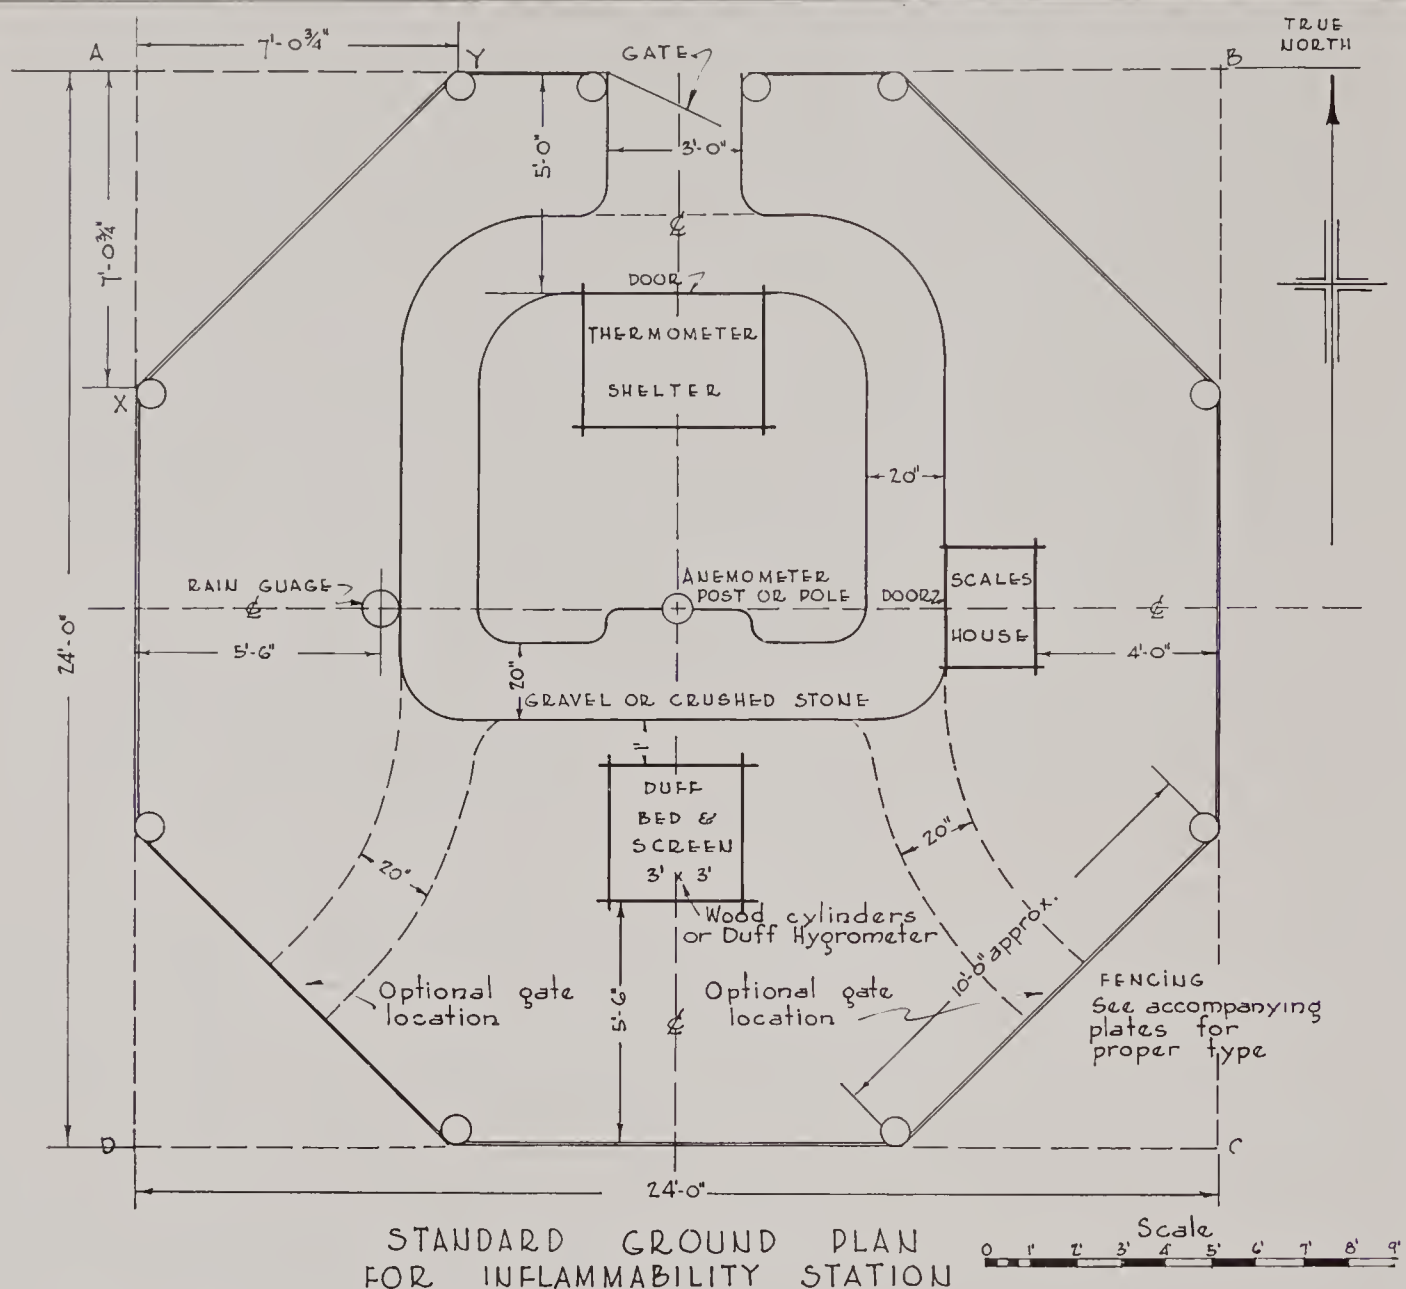 TRUE
NORTH
A
7'-0¾"
Y
GATE
B
5'-0"
3'-0"
7'-0¾"
℄
DOOR
THERMOMETER
SHELTER
X
20"
RAIN GUAGE
℄
ANEMOMETER
POST OR POLE
DOOR
SCALES
HOUSE
℄
24'-0"
5'-6"
4'-0"
20"
GRAVEL OR CRUSHED STONE
1'
DUFF
BED &
SCREEN
3' x 3'
20"
20"
Wood cylinders
or Duff Hygrometer
10'-0" approx.
Optional gate
location
5'-6"
℄
Optional gate
location
FENCING
See accompanying
plates for
proper type
D
C
24'-0"
STANDARD GROUND PLAN
FOR INFLAMMABILITY STATION
Scale
0 1' 2' 3' 4' 5' 6' 7' 8' 9'